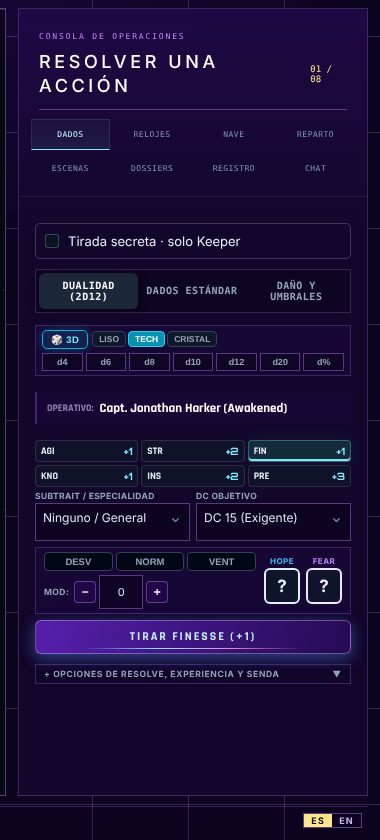 CONSOLA DE OPERACIONES
RESOLVER UNA
ACCIÓN
01 /
08
DADOS RELOJES NAVE REPARTO
ESCENAS DOSSIERS REGISTRO CHAT
Tirada secreta · solo Keeper
DUALIDAD
(2D12)
DADOS ESTÁNDAR
DAÑO Y
UMBRALES
🎲 3D LISO TECH CRISTAL
d4 d6 d8 d10 d12 d20 d%
OPERATIVO: Capt. Jonathan Harker (Awakened)
AGI +1 STR +2 FIN +1
KNO +1 INS +2 PRE +3
SUBTRAIT / ESPECIALIDAD DC OBJETIVO
Ninguno / General DC 15 (Exigente)
DESV NORM VENT HOPE FEAR
MOD: − 0 + ? ?
TIRAR FINESSE (+1)
+ OPCIONES DE RESOLVE, EXPERIENCIA Y SENDA ▼
ES EN